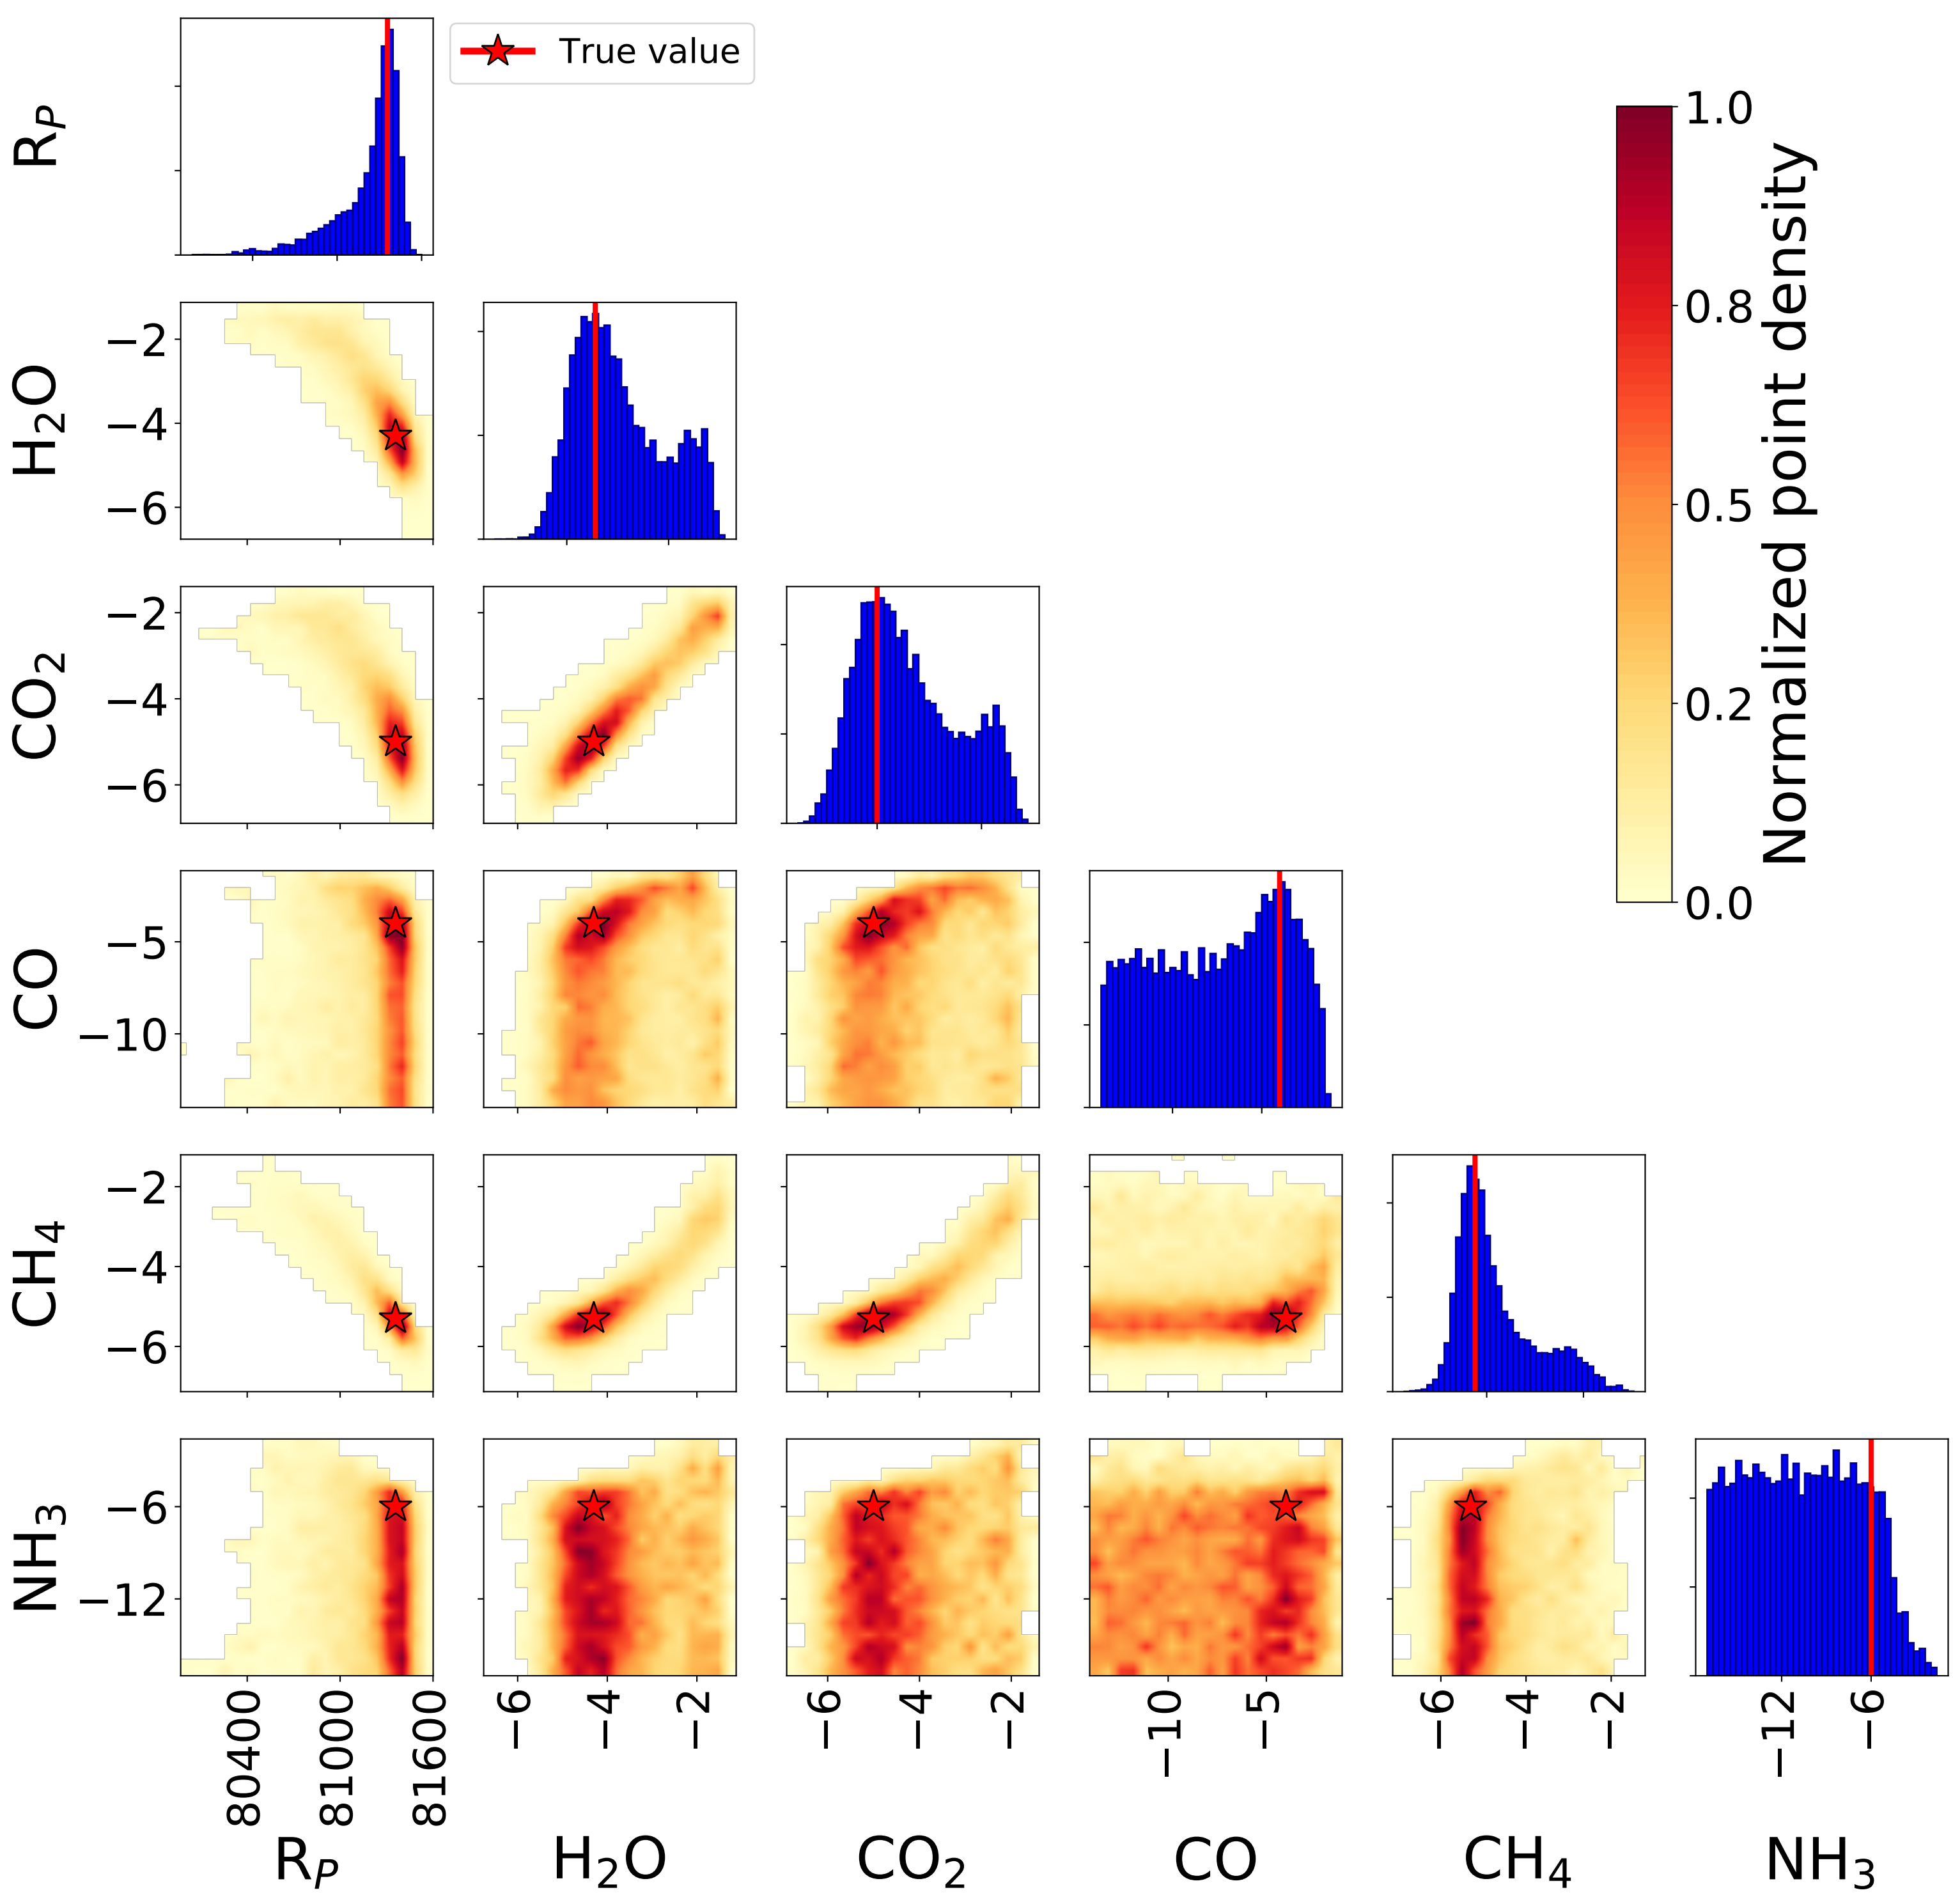 True value
R_P
H₂O
−2
−4
−6
CO₂
−2
−4
−6
CO
−5
−10
CH₄
−2
−4
−6
NH₃
−6
−12
80400 81000 81600
−6 −4 −2
−6 −4 −2
−10 −5
−6 −4 −2
−12 −6
R_P H₂O CO₂ CO CH₄ NH₃
1.0
0.8
0.5
0.2
0.0
Normalized point density